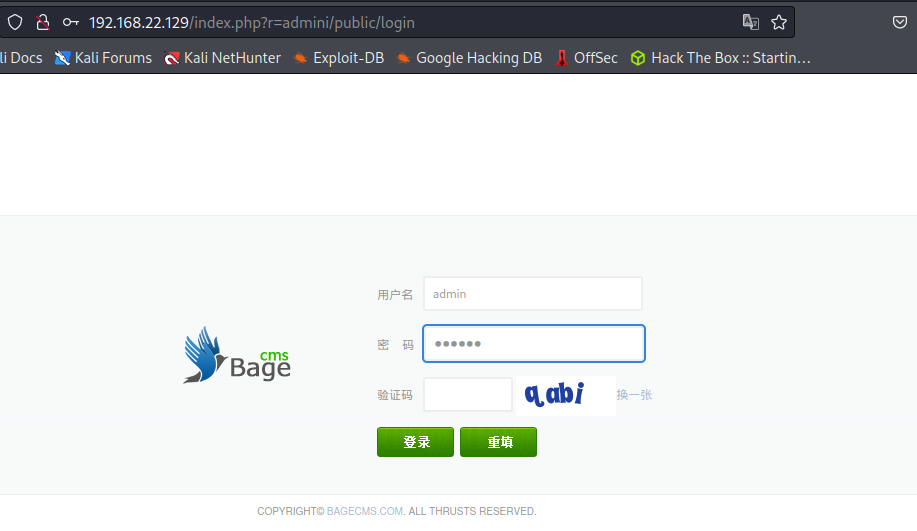 192.168.22.129/index.php?r=admini/public/login
li Docs Kali Forums Kali NetHunter Exploit-DB Google Hacking DB OffSec Hack The Box :: Startin…
用户名 admin
密 码 ••••••
cms
Bage
验证码 qabi 换一张
登录 重填
COPYRIGHT© BAGECMS.COM. ALL THRUSTS RESERVED.